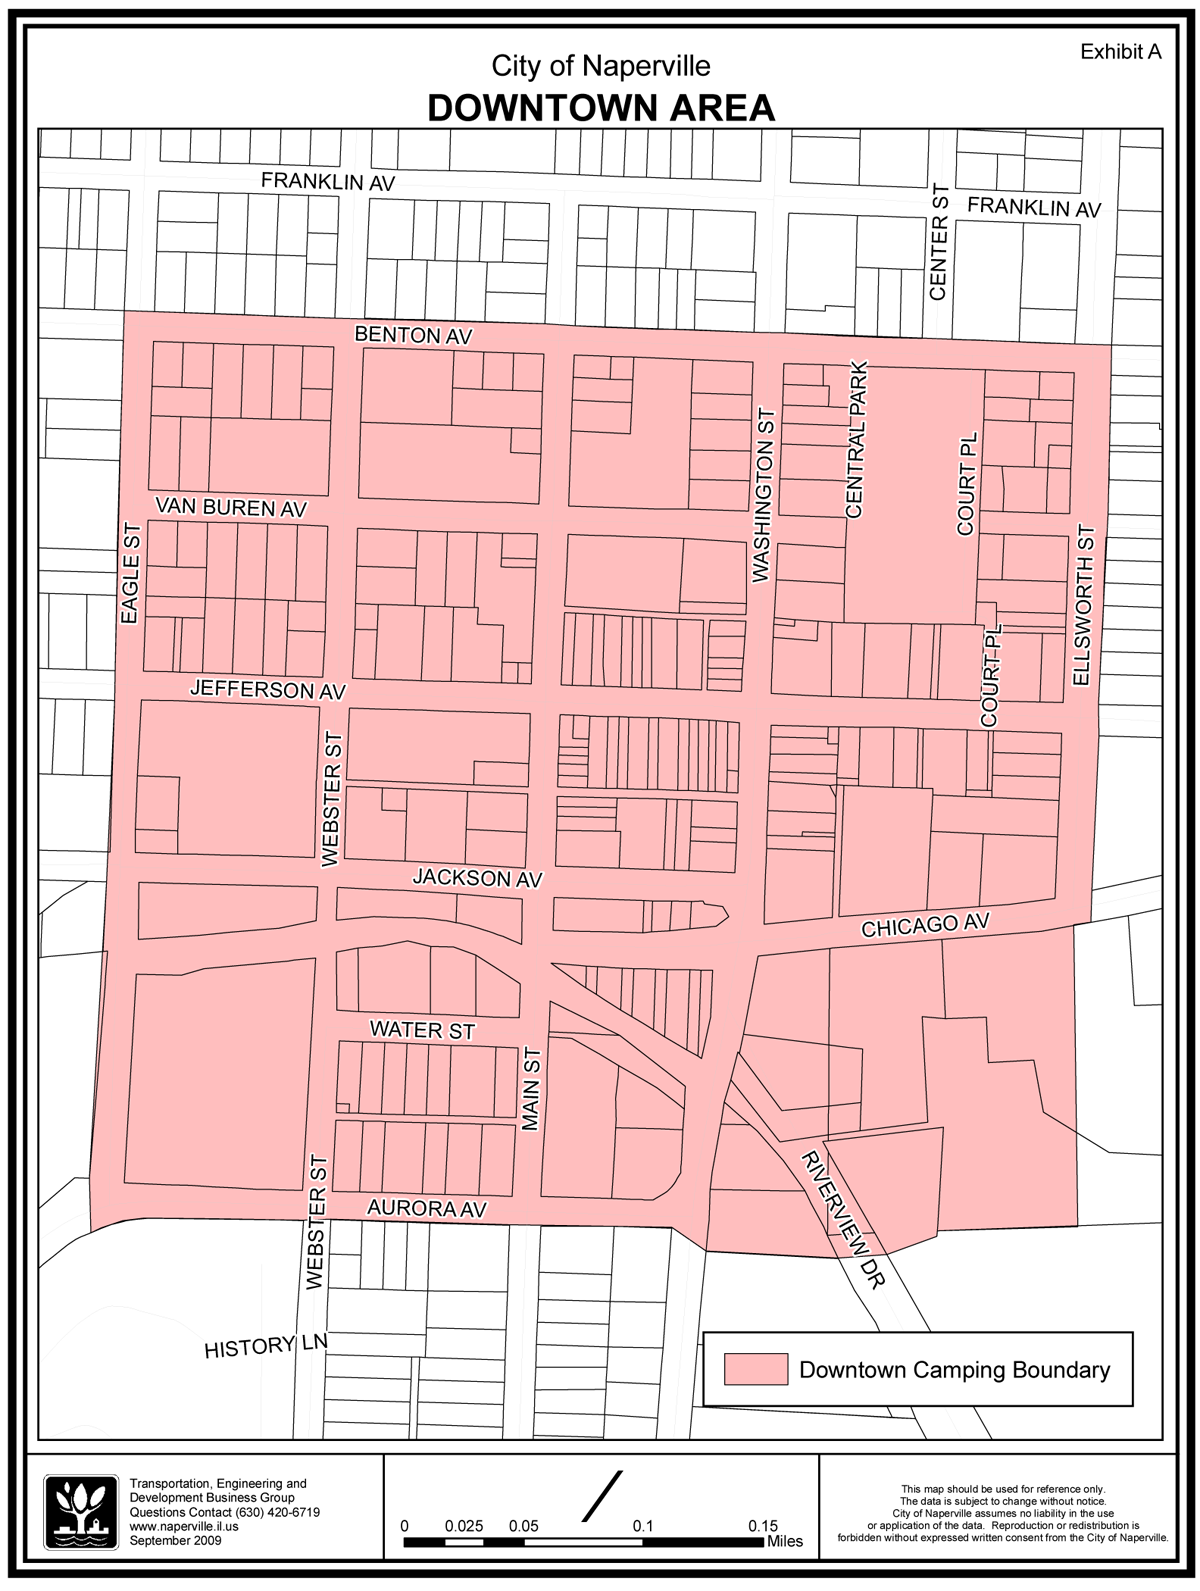 Exhibit A
City of Naperville
DOWNTOWN AREA
FRANKLIN AV
FRANKLIN AV
CENTER ST
BENTON AV
CENTRAL PARK
WASHINGTON ST
COURT PL
VAN BUREN AV
EAGLE ST
ELLSWORTH ST
COURT PL
JEFFERSON AV
WEBSTER ST
JACKSON AV
CHICAGO AV
WATER ST
MAIN ST
WEBSTER ST
AURORA AV
RIVERVIEW DR
HISTORY LN
Downtown Camping Boundary
Transportation, Engineering and
Development Business Group
Questions Contact (630) 420-6719
www.naperville.il.us
September 2009
0 0.025 0.05 0.1 0.15
Miles
This map should be used for reference only.
The data is subject to change without notice.
City of Naperville assumes no liability in the use
or application of the data. Reproduction or redistribution is
forbidden without expressed written consent from the City of Naperville.